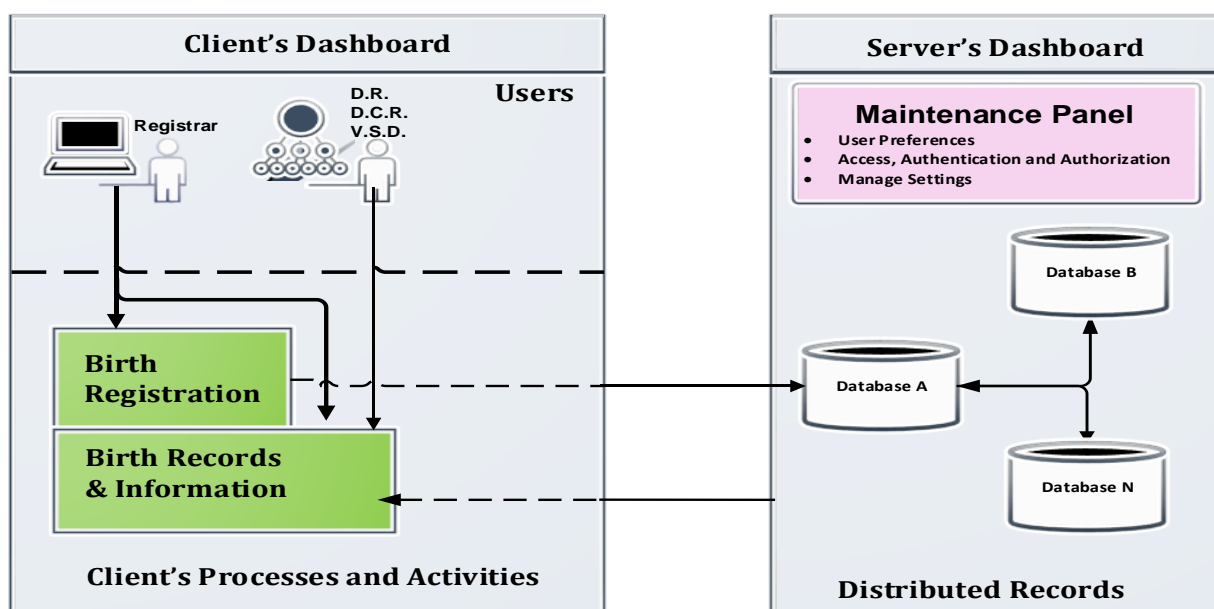 Client's Dashboard
Users
Registrar
D.R.
D.C.R.
V.S.D.
Birth
Registration
Birth Records
& Information
Client's Processes and Activities
Server's Dashboard
Maintenance Panel
• User Preferences
• Access, Authentication and Authorization
• Manage Settings
Database B
Database A
Database N
Distributed Records